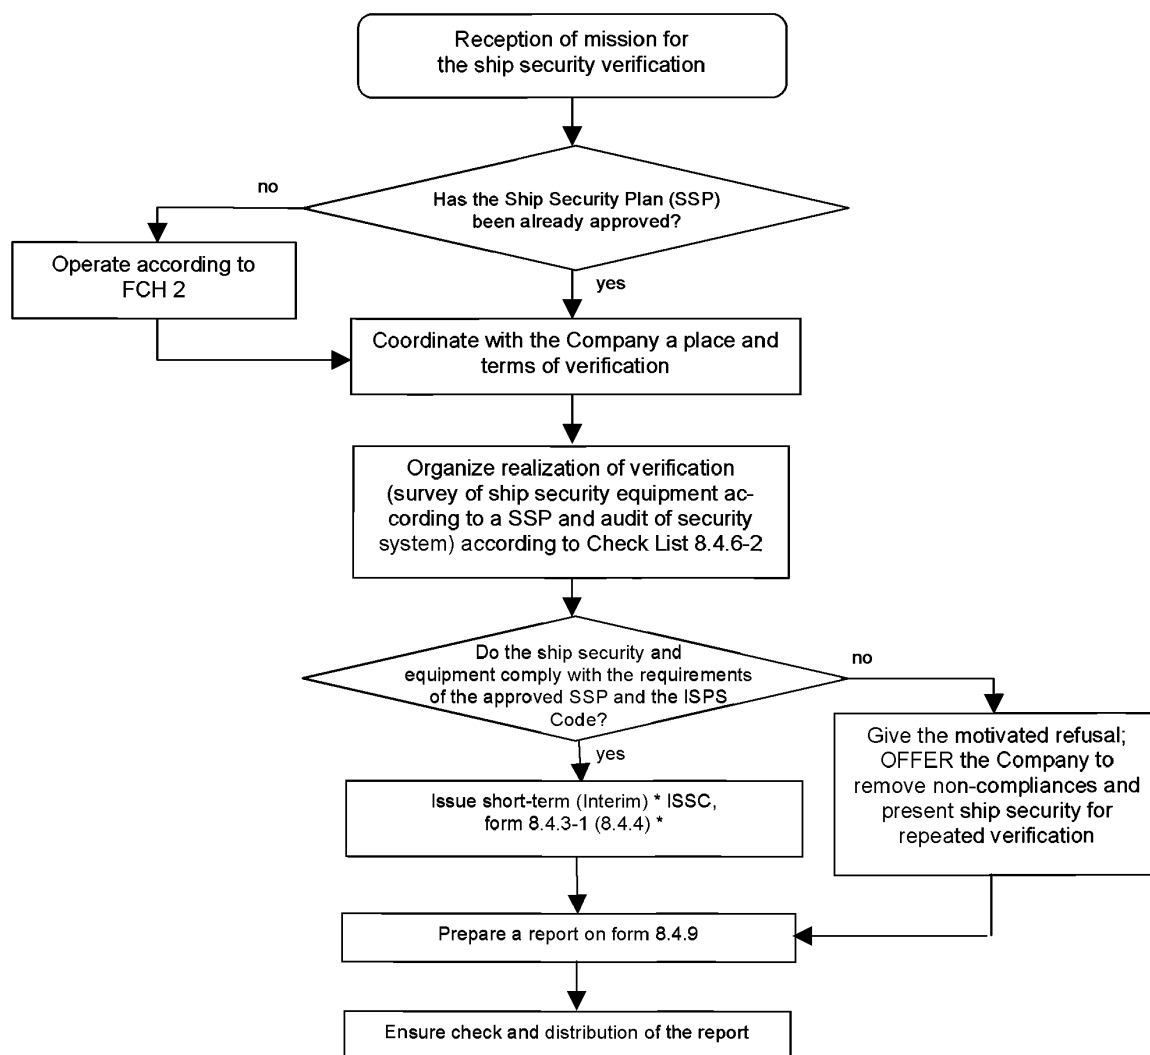 Reception of mission for
the ship security verification
no
Has the Ship Security Plan (SSP)
been already approved?
Operate according to
FCH 2
yes
Coordinate with the Company a place and
terms of verification
Organize realization of verification
(survey of ship security equipment ac-
cording to a SSP and audit of security
system) according to Check List 8.4.6-2
Do the ship security and
equipment comply with the requirements
of the approved SSP and the ISPS
Code?
no
yes
Give the motivated refusal;
OFFER the Company to
remove non-compliances and
present ship security for
repeated verification
Issue short-term (Interim) * ISSC,
form 8.4.3-1 (8.4.4) *
Prepare a report on form 8.4.9
Ensure check and distribution of the report